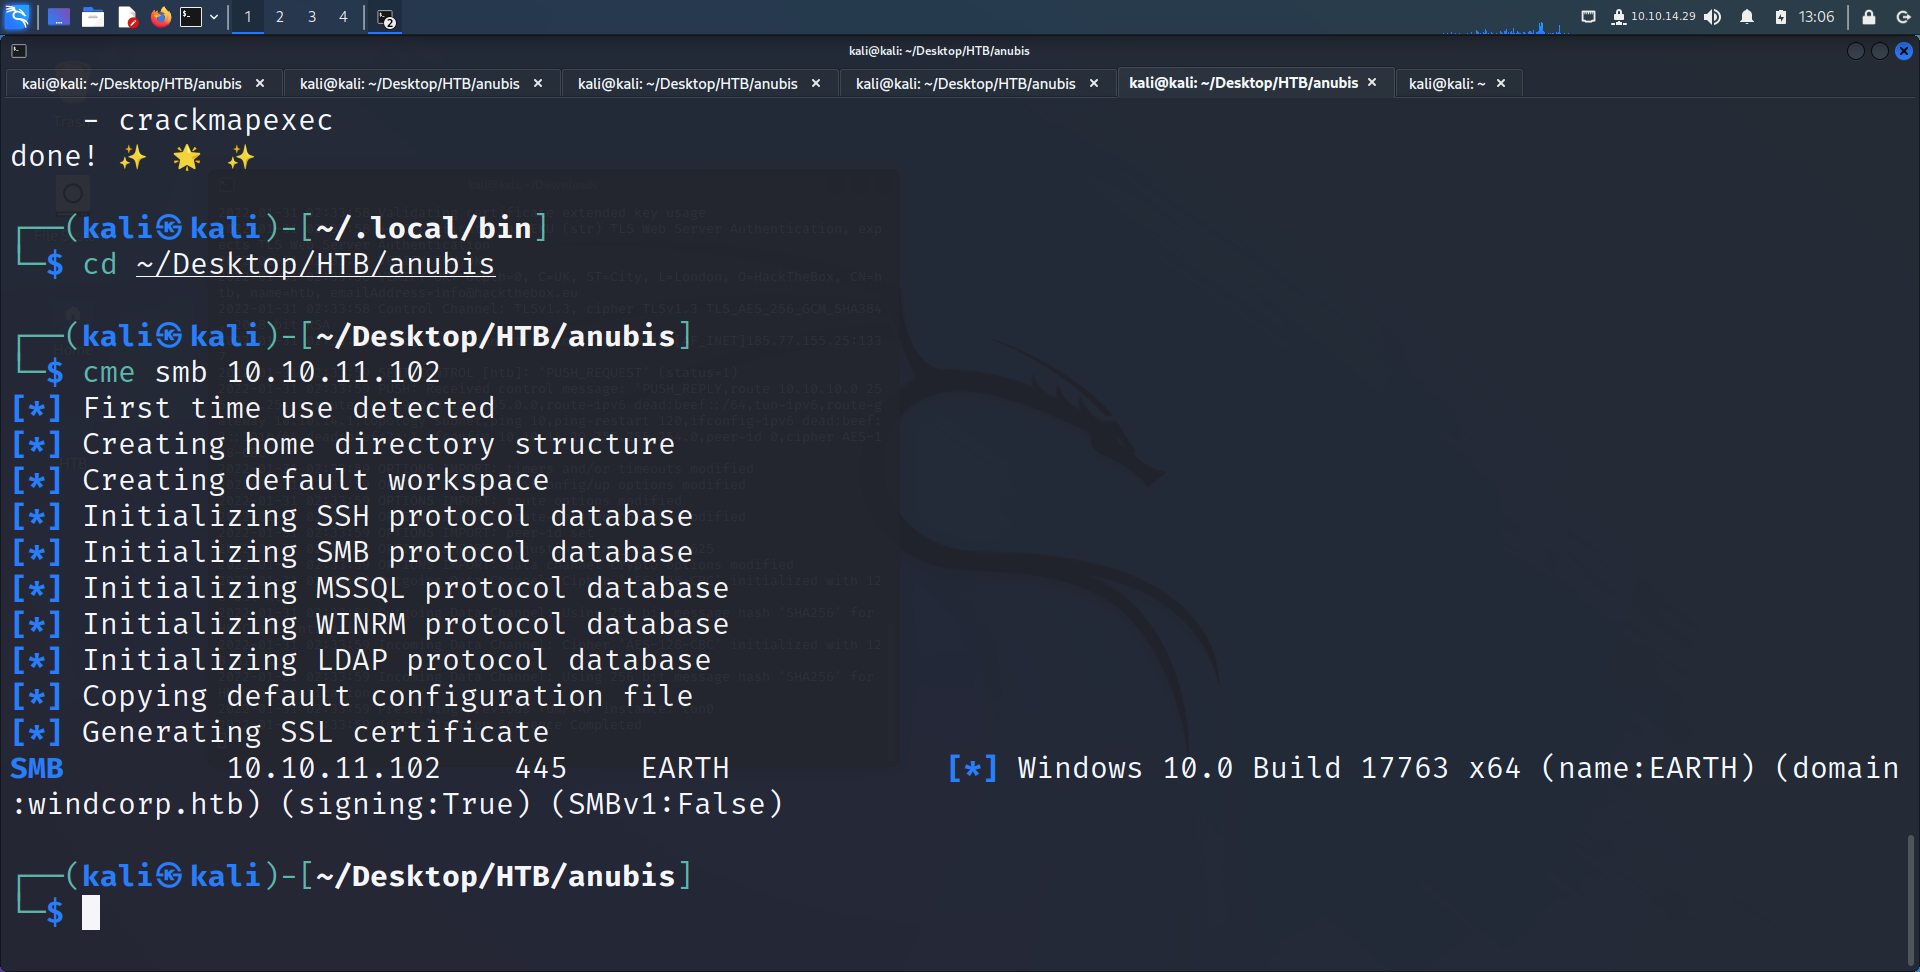 1 2 3 4 2 10.10.14.29 13:06
kali@kali: ~/Desktop/HTB/anubis
kali@kali: ~/Desktop/HTB/anubis × kali@kali: ~/Desktop/HTB/anubis × kali@kali: ~/Desktop/HTB/anubis × kali@kali: ~/Desktop/HTB/anubis × kali@kali: ~/Desktop/HTB/anubis × kali@kali: ~ ×
- crackmapexec
done! ✨ 🌟 ✨
┌──(kali㉿kali)-[~/.local/bin]
└─$ cd ~/Desktop/HTB/anubis
┌──(kali㉿kali)-[~/Desktop/HTB/anubis]
└─$ cme smb 10.10.11.102
[*] First time use detected
[*] Creating home directory structure
[*] Creating default workspace
[*] Initializing SSH protocol database
[*] Initializing SMB protocol database
[*] Initializing MSSQL protocol database
[*] Initializing WINRM protocol database
[*] Initializing LDAP protocol database
[*] Copying default configuration file
[*] Generating SSL certificate
SMB 10.10.11.102 445 EARTH [*] Windows 10.0 Build 17763 x64 (name:EARTH) (domain
:windcorp.htb) (signing:True) (SMBv1:False)
┌──(kali㉿kali)-[~/Desktop/HTB/anubis]
└─$